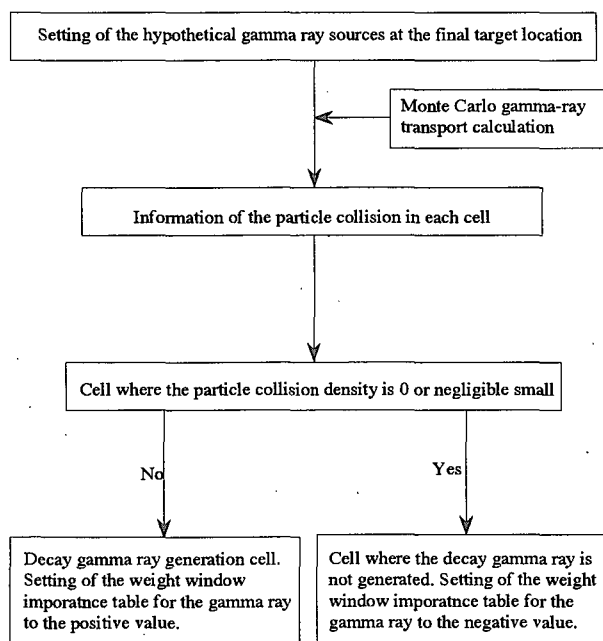 Setting of the hypothetical gamma ray sources at the final target location
Monte Carlo gamma-ray
transport calculation
Information of the particle collision in each cell
Cell where the particle collision density is 0 or negligible small
No
Yes
Decay gamma ray generation cell.
Setting of the weight window
imporatnce table for the gamma ray
to the positive value.
Cell where the decay gamma ray is
not generated. Setting of the weight
window imporatnce table for the
gamma ray to the negative value.